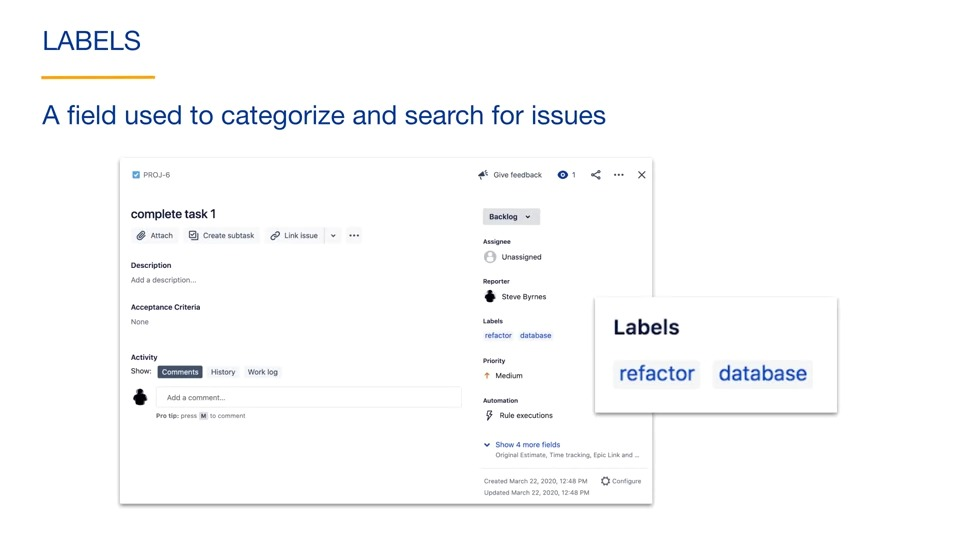 LABELS
A field used to categorize and search for issues
PROJ-6
Give feedback 1
complete task 1
Attach Create subtask Link issue
Description
Add a description...
Acceptance Criteria
None
Activity
Show: Comments History Work log
Add a comment...
Pro tip: press M to comment
Backlog
Assignee
Unassigned
Reporter
Steve Byrnes
Labels
refactor database
Priority
Medium
Automation
Rule executions
Show 4 more fields
Original Estimate, Time tracking, Epic Link and ...
Created March 22, 2020, 12:48 PM Configure
Updated March 22, 2020, 12:48 PM
Labels
refactor database